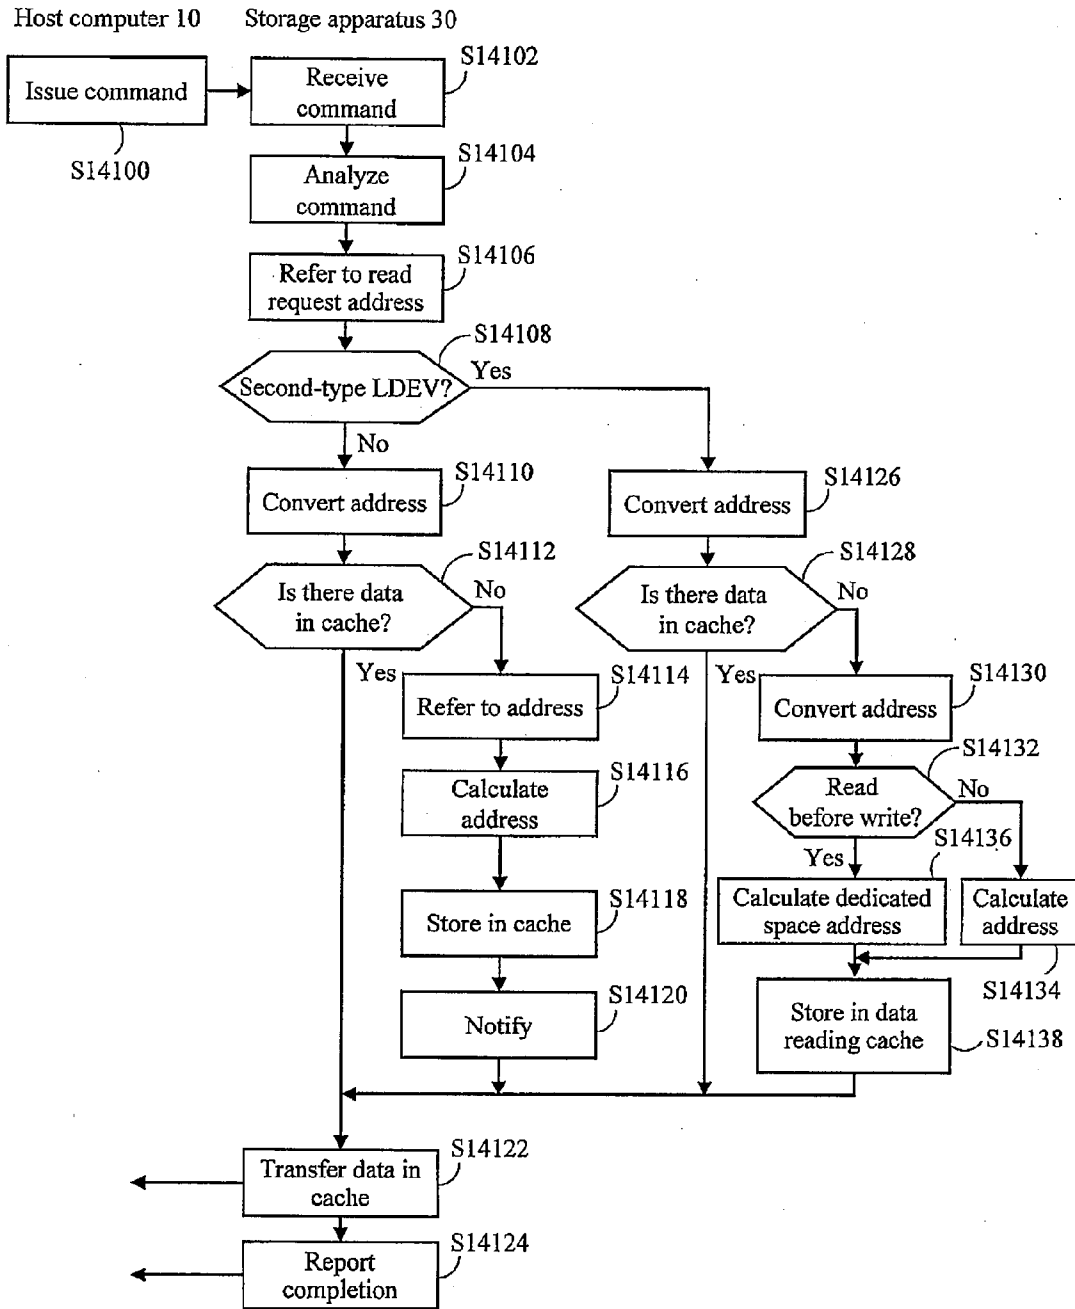 Host computer 10 Storage apparatus 30
S14102
Issue command
Receive
command
S14100
S14104
Analyze
command
S14106
Refer to read
request address
S14108
Second-type LDEV?
Yes
No
S14110
Convert address
S14126
Convert address
S14112
Is there data
in cache?
No
S14128
Is there data
in cache?
No
Yes
S14114
Refer to address
Yes
S14130
Convert address
S14116
Calculate
address
S14132
Read
before write?
No
Yes
S14136
Calculate dedicated
space address
Calculate
address
S14134
S14118
Store in cache
S14120
Notify
Store in data
reading cache
S14138
S14122
Transfer data in
cache
S14124
Report
completion